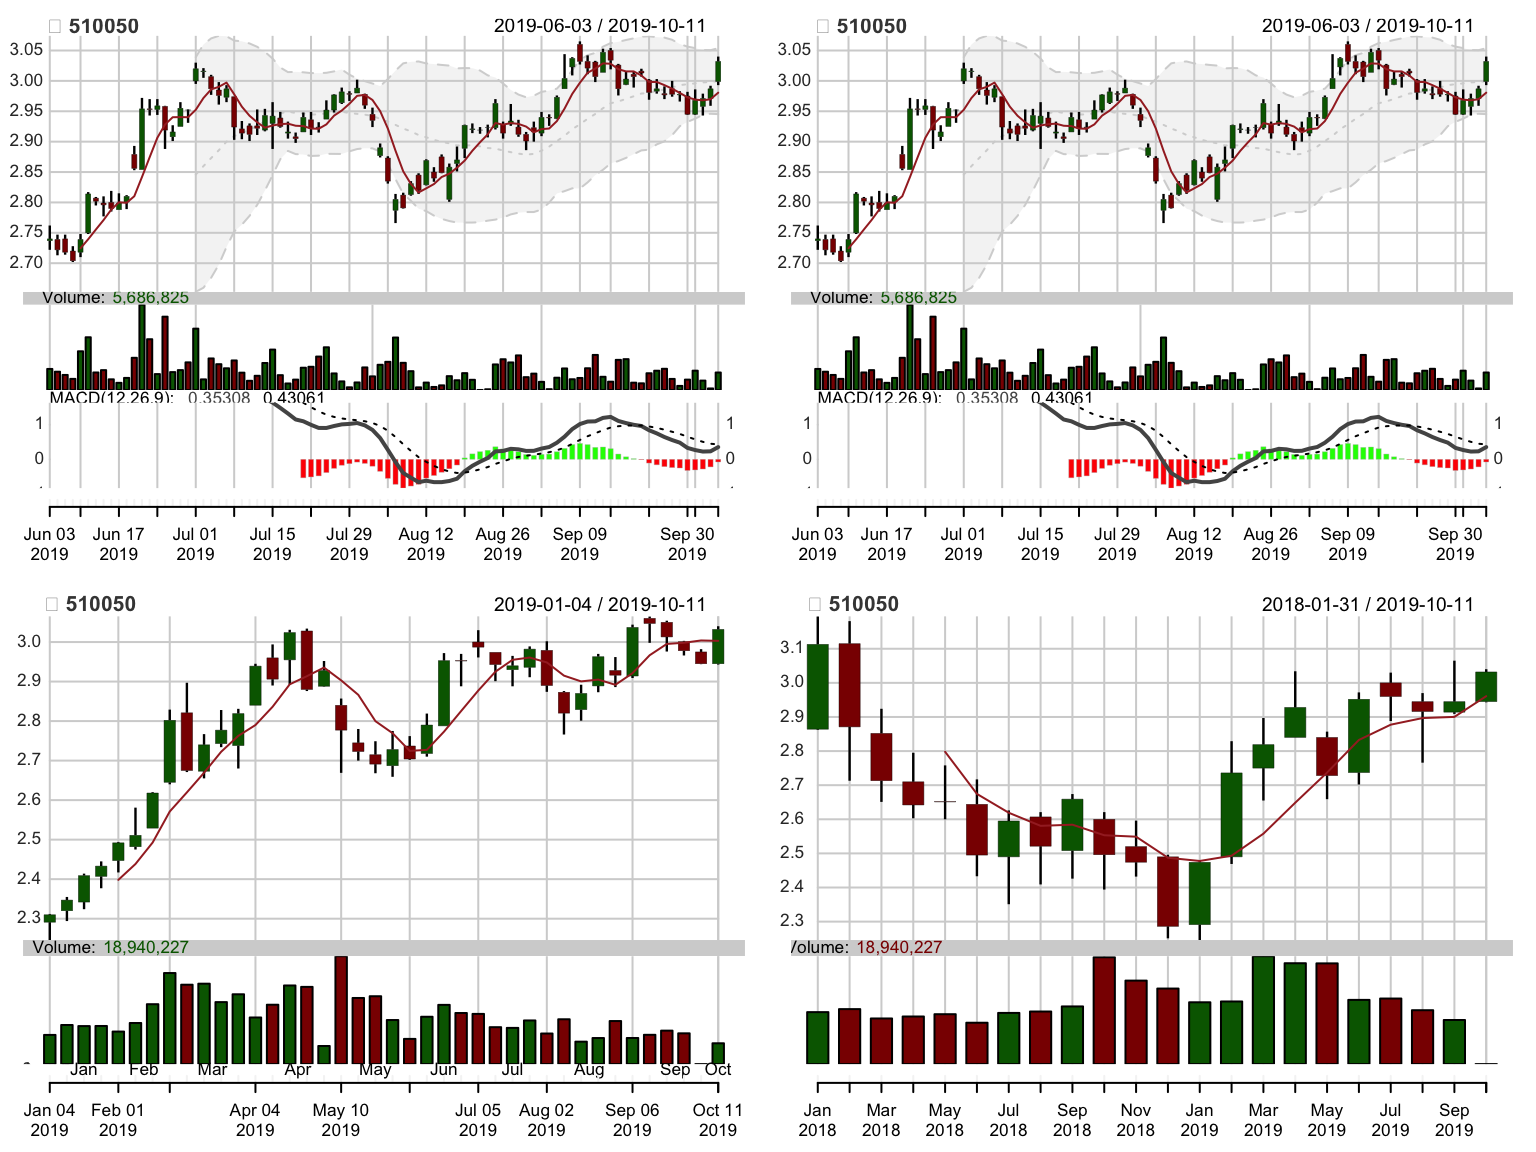 □ 510050 2019-06-03 / 2019-10-11
3.05
3.00
2.95
2.90
2.85
2.80
2.75
2.70
Volume: 5,686,825
MACD(12,26,9): 0.35308 0.43061
1
0 0
Jun 03 Jun 17 Jul 01 Jul 15 Jul 29 Aug 12 Aug 26 Sep 09 Sep 30
2019 2019 2019 2019 2019 2019 2019 2019 2019
□ 510050 2019-06-03 / 2019-10-11
3.05
3.00
2.95
2.90
2.85
2.80
2.75
2.70
Volume: 5,686,825
MACD(12,26,9): 0.35308 0.43061
1 1
0 0
Jun 03 Jun 17 Jul 01 Jul 15 Jul 29 Aug 12 Aug 26 Sep 09 Sep 30
2019 2019 2019 2019 2019 2019 2019 2019 2019
□ 510050 2019-01-04 / 2019-10-11
3.0
2.9
2.8
2.7
2.6
2.5
2.4
2.3
Volume: 18,940,227
Jan Feb Mar Apr May Jun Jul Aug Sep Oct
Jan 04 Feb 01 Apr 04 May 10 Jul 05 Aug 02 Sep 06 Oct 11
2019 2019 2019 2019 2019 2019 2019 2019
□ 510050 2018-01-31 / 2019-10-11
3.1
3.0
2.9
2.8
2.7
2.6
2.5
2.4
2.3
Volume: 18,940,227
Jan Mar May Jul Sep Nov Jan Mar May Jul Sep
2018 2018 2018 2018 2018 2018 2019 2019 2019 2019 2019